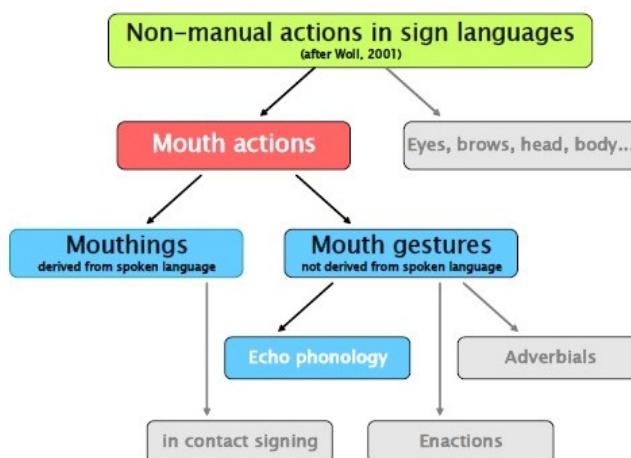 Non-manual actions in sign languages
(after Woll, 2001)
Mouth actions
Eyes, brows, head, body...
Mouthings
derived from spoken language
Mouth gestures
not derived from spoken language
Echo phonology
Adverbials
in contact signing
Enactions